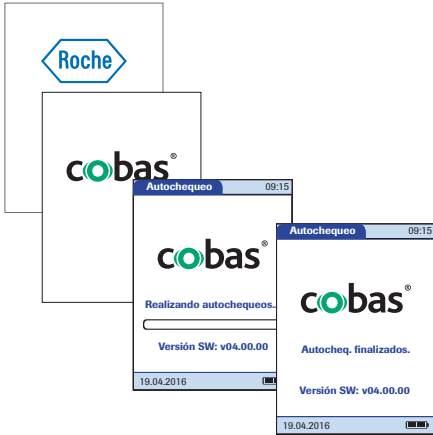 Roche
cobas®
Autochequeo 09:15
cobas®
Realizando autochequeos..
Versión SW: v04.00.00
19.04.2016
Autochequeo 09:15
cobas®
Autocheq. finalizados.
Versión SW: v04.00.00
19.04.2016